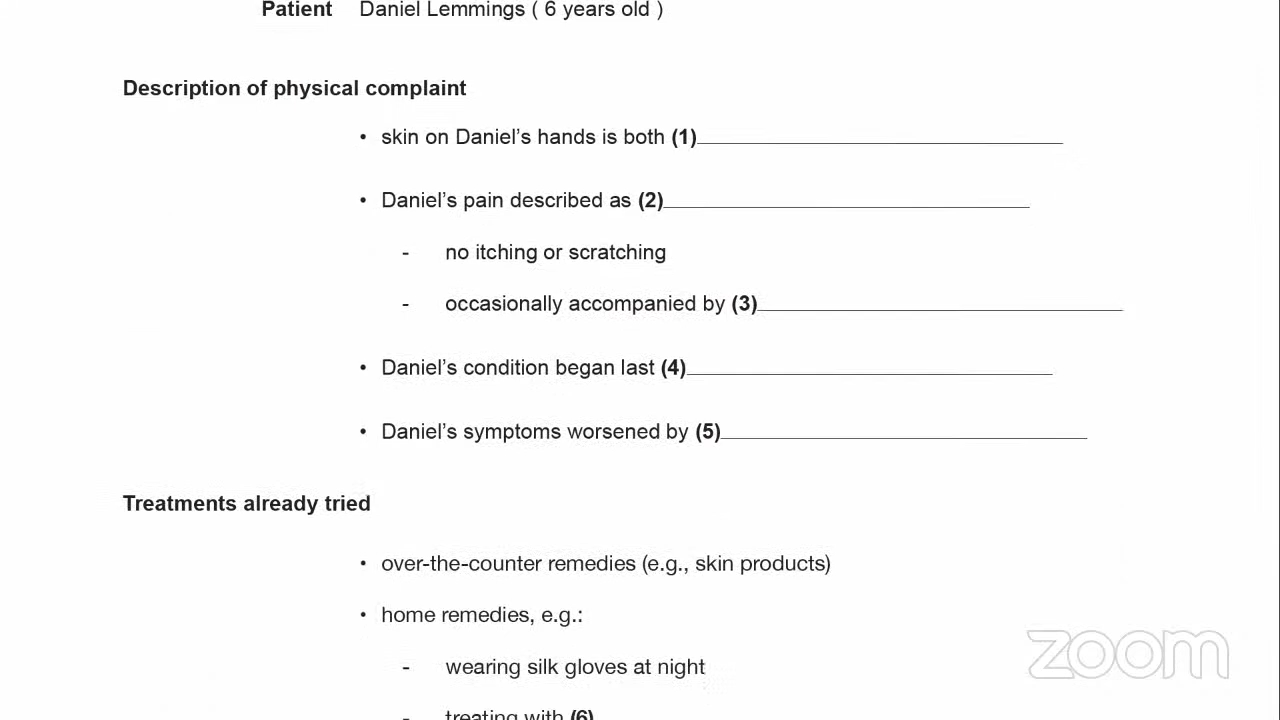 Patient Daniel Lemmings ( 6 years old )
Description of physical complaint
• skin on Daniel's hands is both (1)
• Daniel's pain described as (2)
- no itching or scratching
- occasionally accompanied by (3)
• Daniel's condition began last (4)
• Daniel's symptoms worsened by (5)
Treatments already tried
• over-the-counter remedies (e.g., skin products)
• home remedies, e.g.:
- wearing silk gloves at night
- treating with (6)
zoom